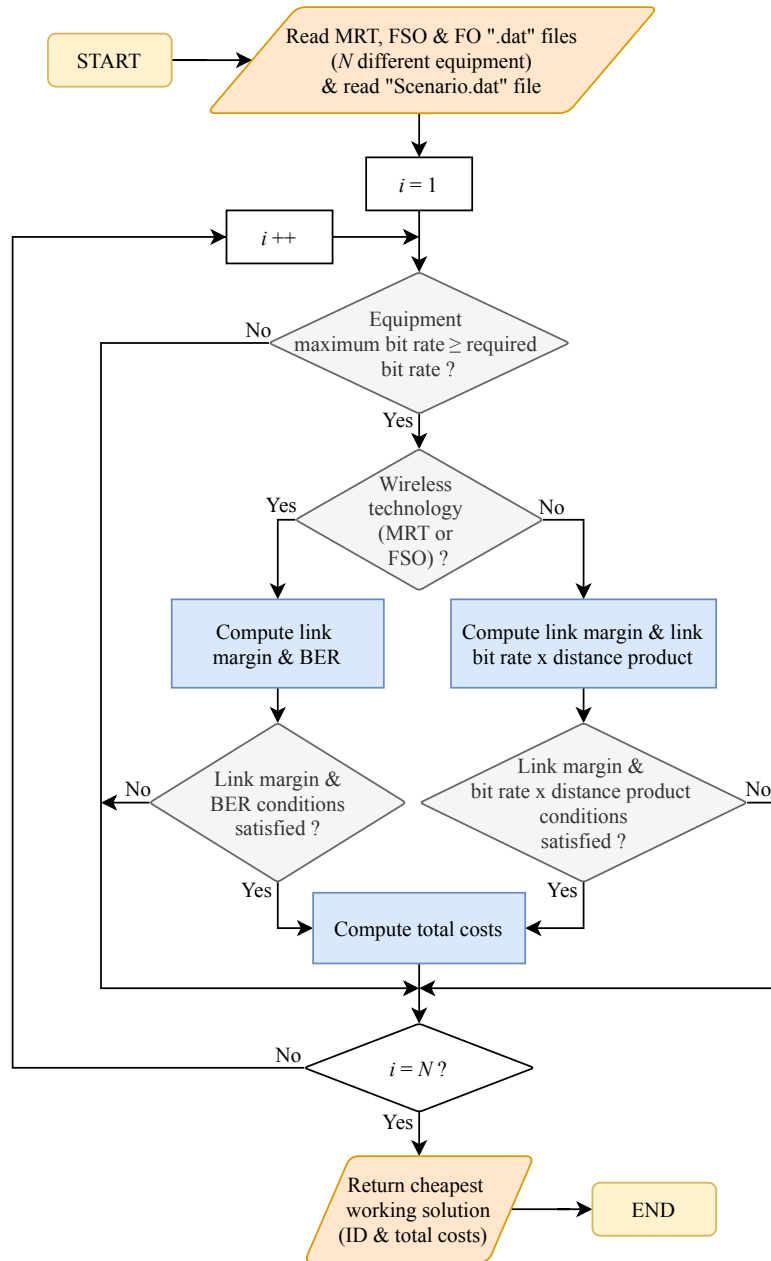 START
Read MRT, FSO & FO ".dat" files
(N different equipment)
& read "Scenario.dat" file
i = 1
i ++
Equipment
maximum bit rate ≥ required
bit rate ?
No
Yes
Wireless
technology
(MRT or
FSO) ?
Yes
No
Compute link
margin & BER
Compute link margin & link
bit rate x distance product
Link margin &
BER conditions
satisfied ?
No
Link margin &
bit rate x distance product
conditions
satisfied ?
No
Yes
Yes
Compute total costs
i = N ?
No
Yes
Return cheapest
working solution
(ID & total costs)
END